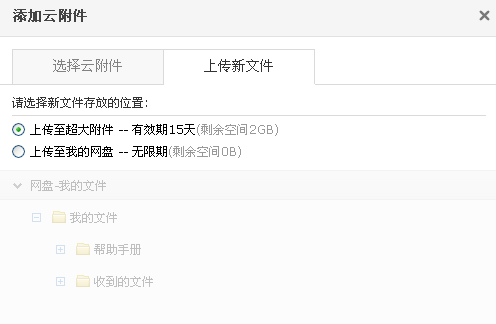 添加云附件
选择云附件 上传新文件
请选择新文件存放的位置:
上传至超大附件 -- 有效期15天(剩余空间2GB)
上传至我的网盘 -- 无限期(剩余空间0B)
网盘-我的文件
我的文件
帮助手册
收到的文件